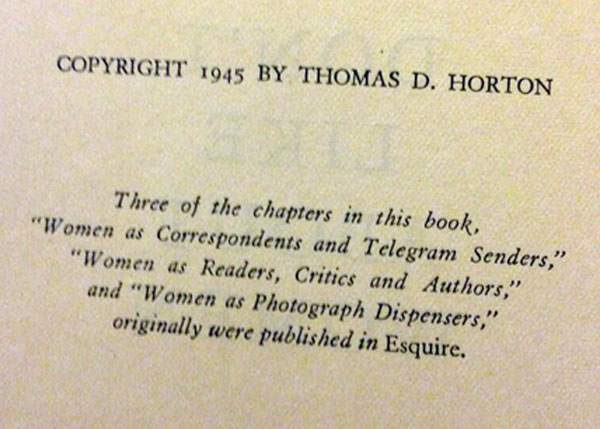 COPYRIGHT 1945 BY THOMAS D. HORTON
Three of the chapters in this book,
“Women as Correspondents and Telegram Senders,”
“Women as Readers, Critics and Authors,”
and “Women as Photograph Dispensers,”
originally were published in Esquire.